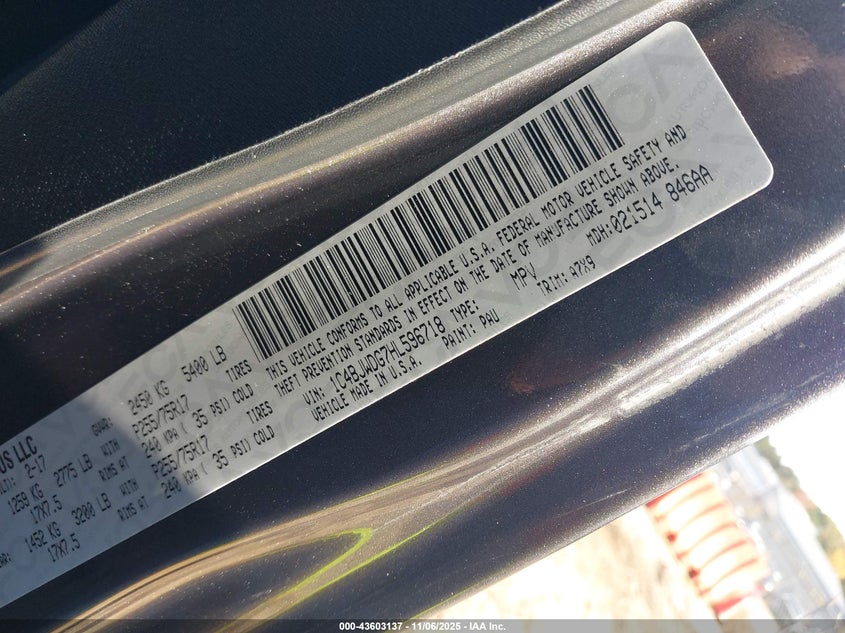 US LLC
2-17 GVWR: 2450 KG 5400 LB
1259 KG 2775 LB WITH P255/75R17 TIRES
17X7.5 RIMS AT 240 KPA ( 35 PSI) COLD
1452 KG 3200 LB WITH P255/75R17 TIRES
17X7.5 RIMS AT 240 KPA ( 35 PSI) COLD
THIS VEHICLE CONFORMS TO ALL APPLICABLE U.S.A. FEDERAL MOTOR VEHICLE SAFETY AND
THEFT PREVENTION STANDARDS IN EFFECT ON THE DATE OF MANUFACTURE SHOWN ABOVE.
VIN: 1C4BJWDG7HL596718 TYPE: MPV MDH: 021514 846AA
VEHICLE MADE IN U.S.A. PAINT: PAU TRIM: A7X9
000-43603137 - 11/06/2025 - IAA Inc.